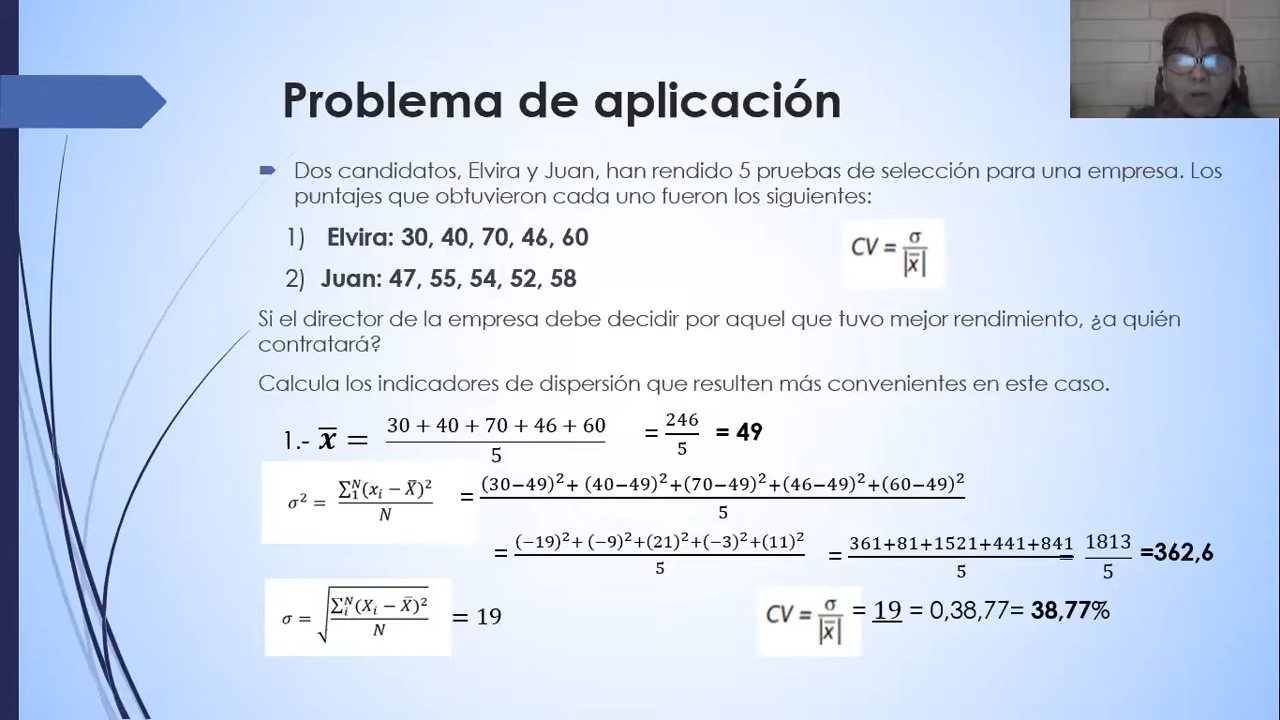 Problema de aplicación
Dos candidatos, Elvira y Juan, han rendido 5 pruebas de selección para una empresa. Los
puntajes que obtuvieron cada uno fueron los siguientes:
1) Elvira: 30, 40, 70, 46, 60
CV = σ/|x̅|
2) Juan: 47, 55, 54, 52, 58
Si el director de la empresa debe decidir por aquel que tuvo mejor rendimiento, ¿a quién
contratará?
Calcula los indicadores de dispersión que resulten más convenientes en este caso.
1.- x̅ = (30 + 40 + 70 + 46 + 60)/5 = 246/5 = 49
σ² = ∑₁ᴺ(xᵢ − X̅)²/N = ((30−49)²+ (40−49)²+(70−49)²+(46−49)²+(60−49)²)/5
= ((−19)²+ (−9)²+(21)²+(−3)²+(11)²)/5 = (361+81+1521+441+841)/5 = 1813/5 =362,6
σ = √(∑ᵢᴺ(Xᵢ − X̅)²/N) = 19
CV = σ/|x̅| = 19 = 0,38,77= 38,77%